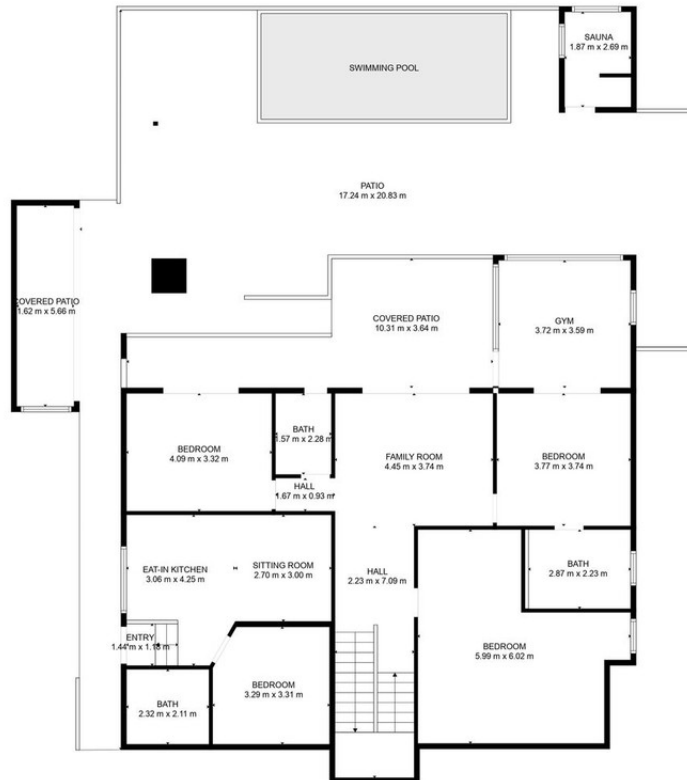 SAUNA
1.87 m x 2.69 m
SWIMMING POOL
PATIO
17.24 m x 20.83 m
COVERED PATIO
1.62 m x 5.66 m
COVERED PATIO
10.31 m x 3.64 m
GYM
3.72 m x 3.59 m
BEDROOM
4.09 m x 3.32 m
BATH
1.57 m x 2.28 m
FAMILY ROOM
4.45 m x 3.74 m
BEDROOM
3.77 m x 3.74 m
HALL
1.67 m x 0.93 m
EAT-IN KITCHEN
3.06 m x 4.25 m
SITTING ROOM
2.70 m x 3.00 m
HALL
2.23 m x 7.09 m
BATH
2.87 m x 2.23 m
ENTRY
1.44 m x 1.18 m
BEDROOM
5.99 m x 6.02 m
BEDROOM
3.29 m x 3.31 m
BATH
2.32 m x 2.11 m